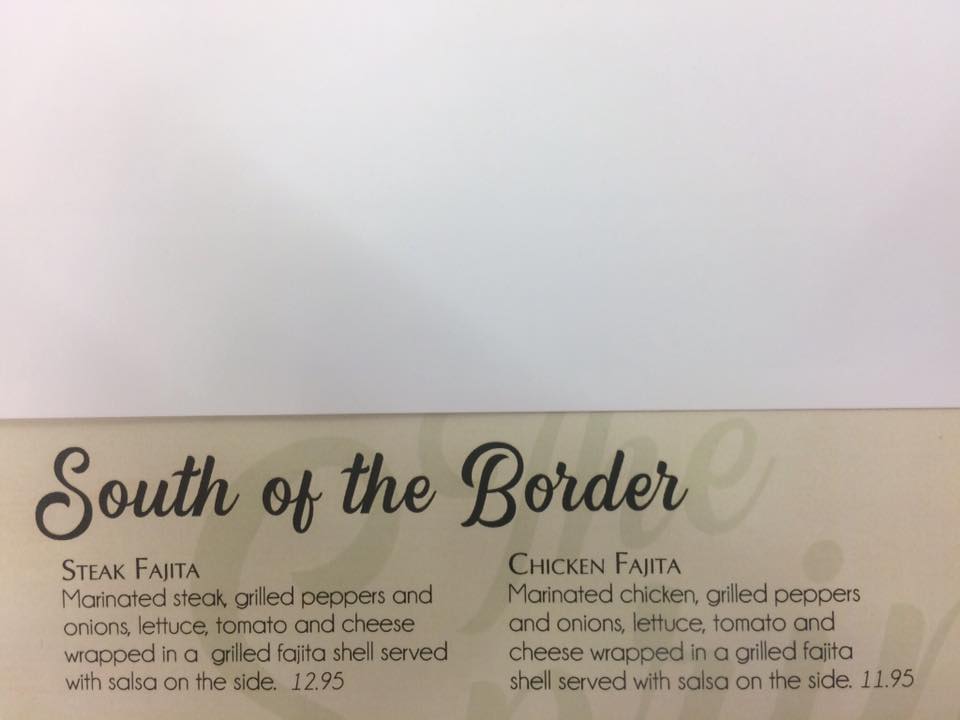 South of the Border
STEAK FAJITA
Marinated steak, grilled peppers and
onions, lettuce, tomato and cheese
wrapped in a grilled fajita shell served
with salsa on the side. 12.95
CHICKEN FAJITA
Marinated chicken, grilled peppers
and onions, lettuce, tomato and
cheese wrapped in a grilled fajita
shell served with salsa on the side. 11.95
The